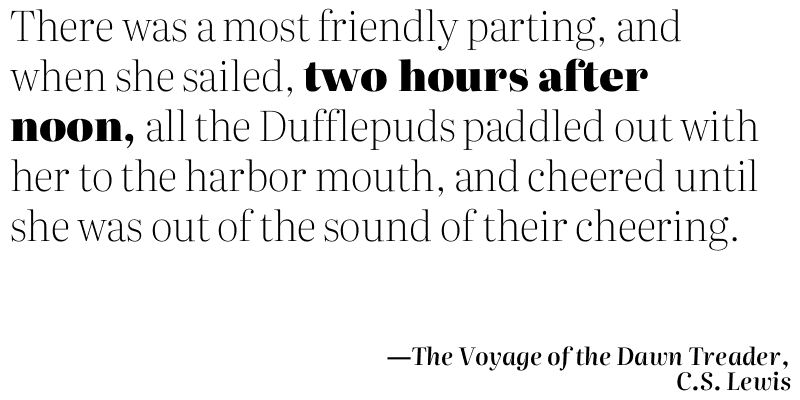 There was a most friendly parting, and
when she sailed, two hours after
noon, all the Dufflepuds paddled out with
her to the harbor mouth, and cheered until
she was out of the sound of their cheering.
—The Voyage of the Dawn Treader,
C.S. Lewis